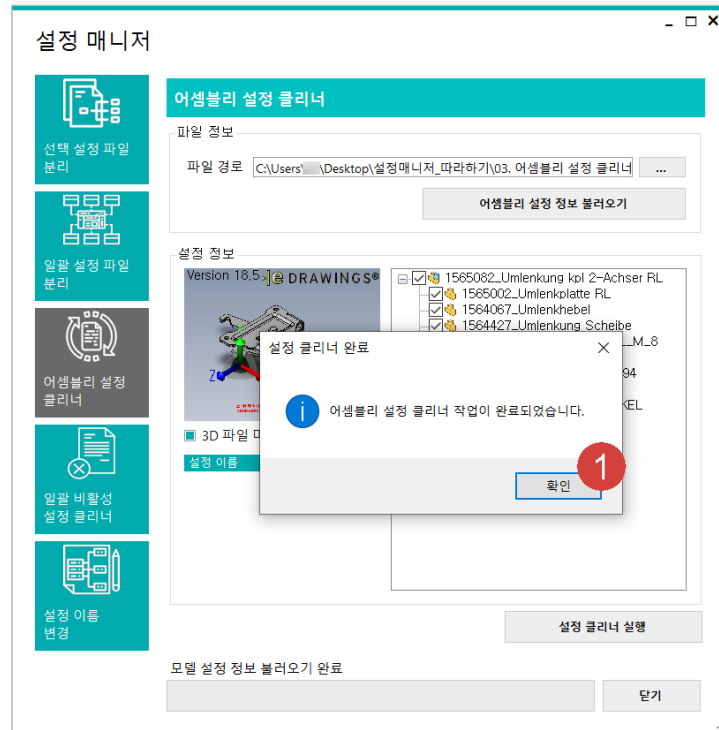 설정 매니저
선택 설정 파일
분리
일괄 설정 파일
분리
어셈블리 설정
클리너
일괄 비활성
설정 클리너
설정 이름
변경
어셈블리 설정 클리너
파일 정보
파일 경로 C:\Users\ \Desktop\설정매니저_따라하기\03. 어셈블리 설정 클리너 ...
어셈블리 설정 정보 불러오기
설정 정보
Version 18.5 e DRAWINGS®
Z
3D 파일
설정 이름
1565082_Umlenkung kpl 2-Achser RL
1565002_Umlenkplatte RL
1564067_Umlenkhebel
1564427_Umlenkung Scheibe
_M_8
94
KEL
설정 클리너 완료
i 어셈블리 설정 클리너 작업이 완료되었습니다.
확인
1
설정 클리너 실행
모델 설정 정보 불러오기 완료
닫기